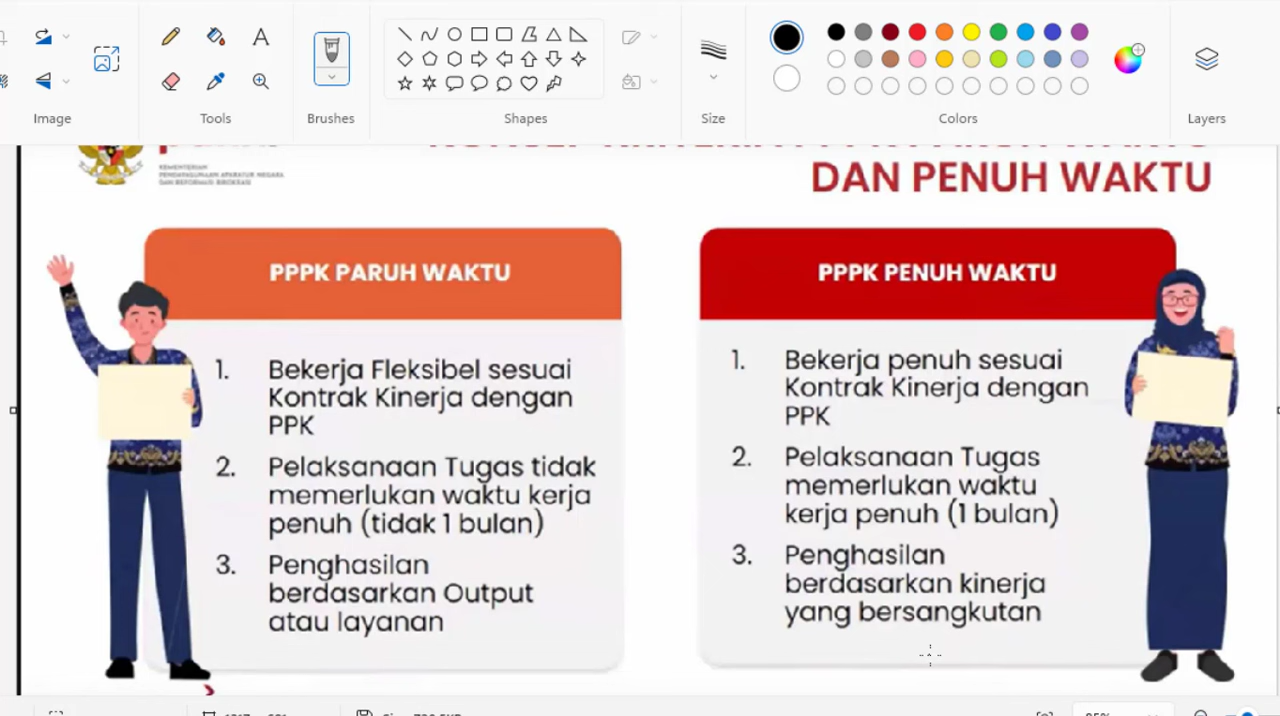 Image
Tools
Brushes
Shapes
Size
Colors
Layers
KEMENTERIAN
PENDAYAGUNAAN APARATUR NEGARA
DAN REFORMASI BIROKRASI
DAN PENUH WAKTU
PPPK PARUH WAKTU
1. Bekerja Fleksibel sesuai
Kontrak Kinerja dengan
PPK
2. Pelaksanaan Tugas tidak
memerlukan waktu kerja
penuh (tidak 1 bulan)
3. Penghasilan
berdasarkan Output
atau layanan
PPPK PENUH WAKTU
1. Bekerja penuh sesuai
Kontrak Kinerja dengan
PPK
2. Pelaksanaan Tugas
memerlukan waktu
kerja penuh (1 bulan)
3. Penghasilan
berdasarkan kinerja
yang bersangkutan